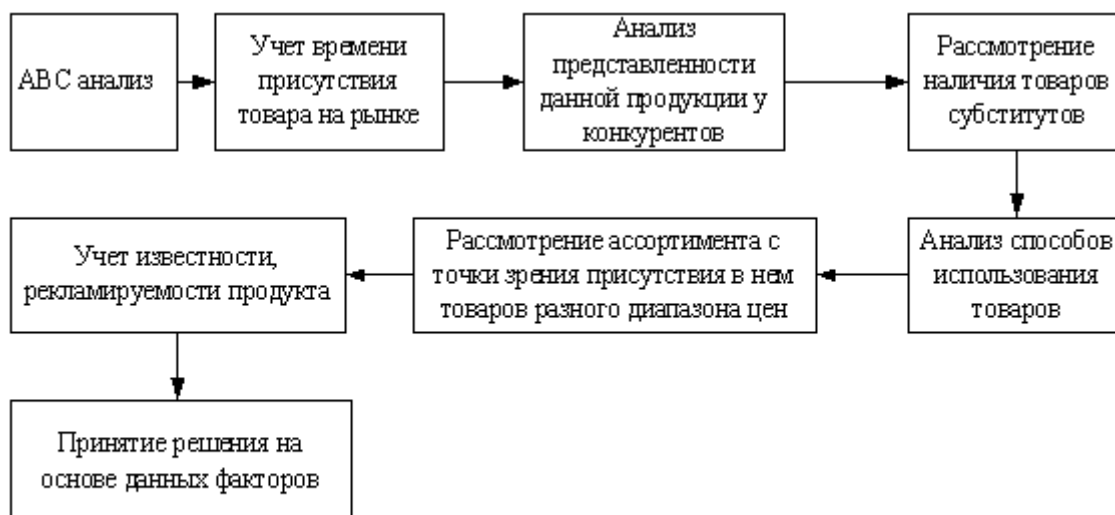 АВС анализ
Учет времени
присутствия
товара на рынке
Анализ
представленности
данной продукции у
конкурентов
Рассмотрение
наличия товаров
субститутов
Анализ способов
использования
товаров
Рассмотрение ассортимента с
точки зрения присутствия в нем
товаров разного диапазона цен
Учет известности,
рекламируемости продукта
Принятие решения на
основе данных факторов